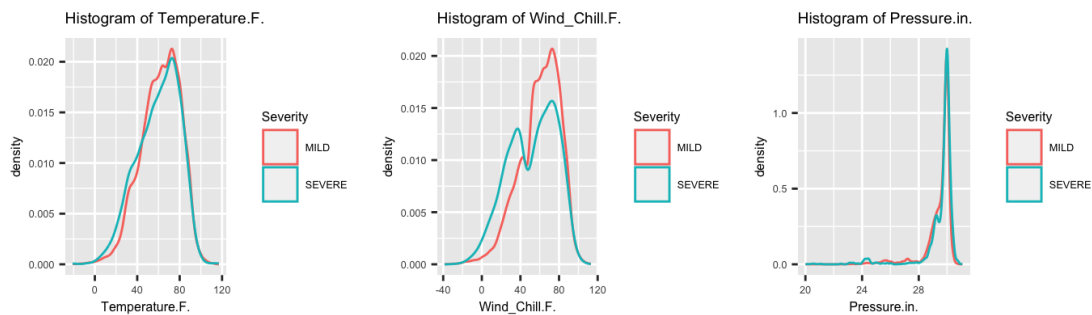 Histogram of Temperature.F.
density
0.020
0.015
0.010
0.005
0.000
0
40
80
120
Temperature.F.
Severity
MILD
SEVERE
Histogram of Wind_Chill.F.
density
0.020
0.015
0.010
0.005
0.000
-40
0
40
80
120
Wind_Chill.F.
Severity
MILD
SEVERE
Histogram of Pressure.in.
density
1.0
0.5
0.0
20
24
28
Pressure.in.
Severity
MILD
SEVERE